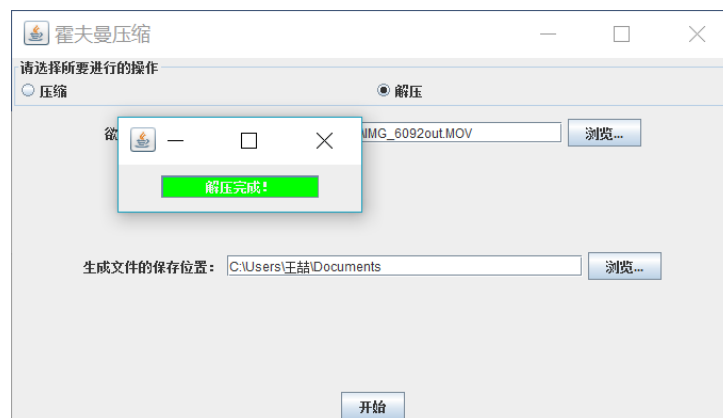 霍夫曼压缩
请选择所要进行的操作
压缩 解压
欲 \IMG_6092out.MOV 浏览...
解压完成!
生成文件的保存位置： C:\Users\王喆\Documents 浏览...
开始